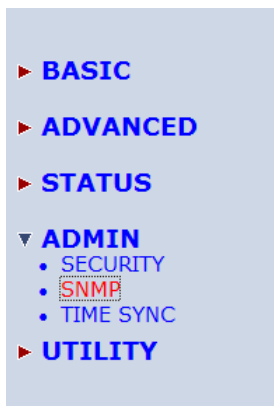 BASIC
ADVANCED
STATUS
ADMIN
SECURITY
SNMP
TIME SYNC
UTILITY